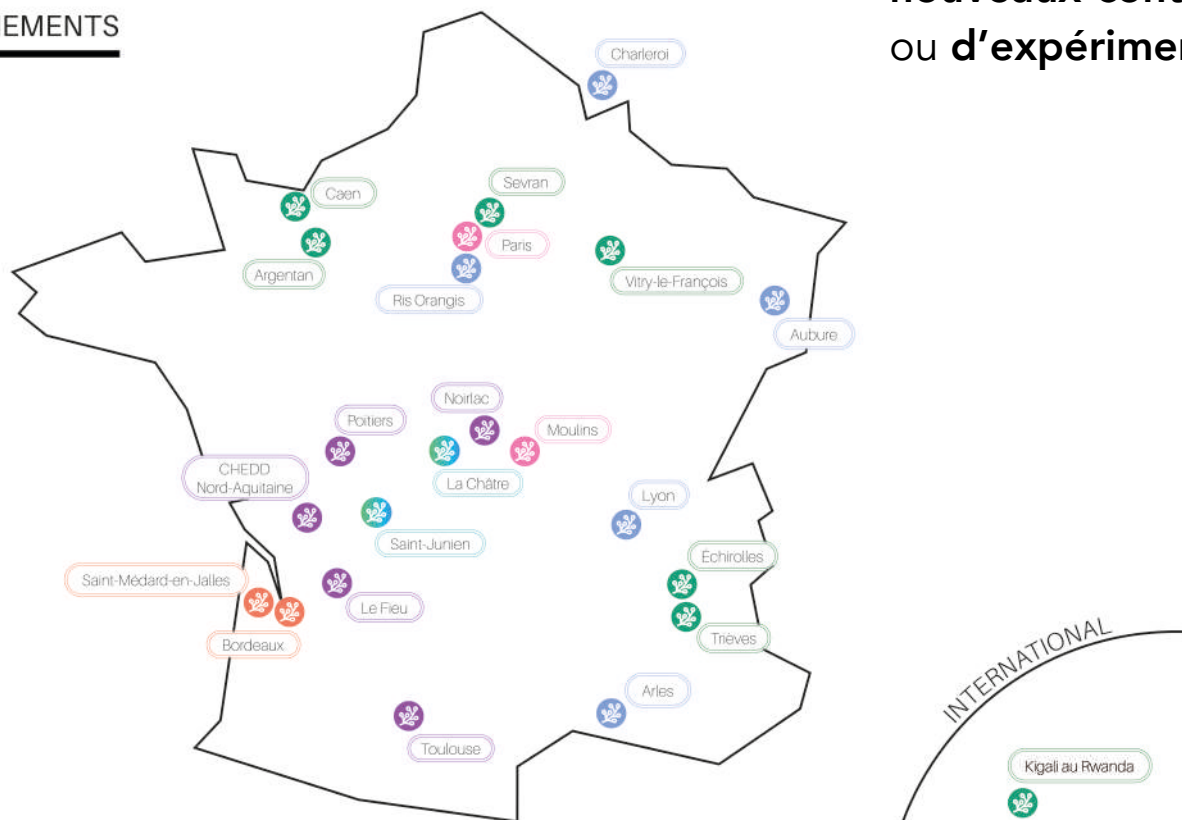 ou d'expérimen
Charleroi
Sevran
Caen
Paris
Argentan
Vitry-le-François
Ris Orangis
Aubure
Noirlac
Poitiers
Moulins
CHEDD
Nord-Aquitaine
La Châtre
Lyon
Saint-Junien
Échirolles
Saint-Médard-en-Jalles
Le Fieu
Trièves
Bordeaux
INTERNATIONAL
Arles
Toulouse
Kigali au Rwanda